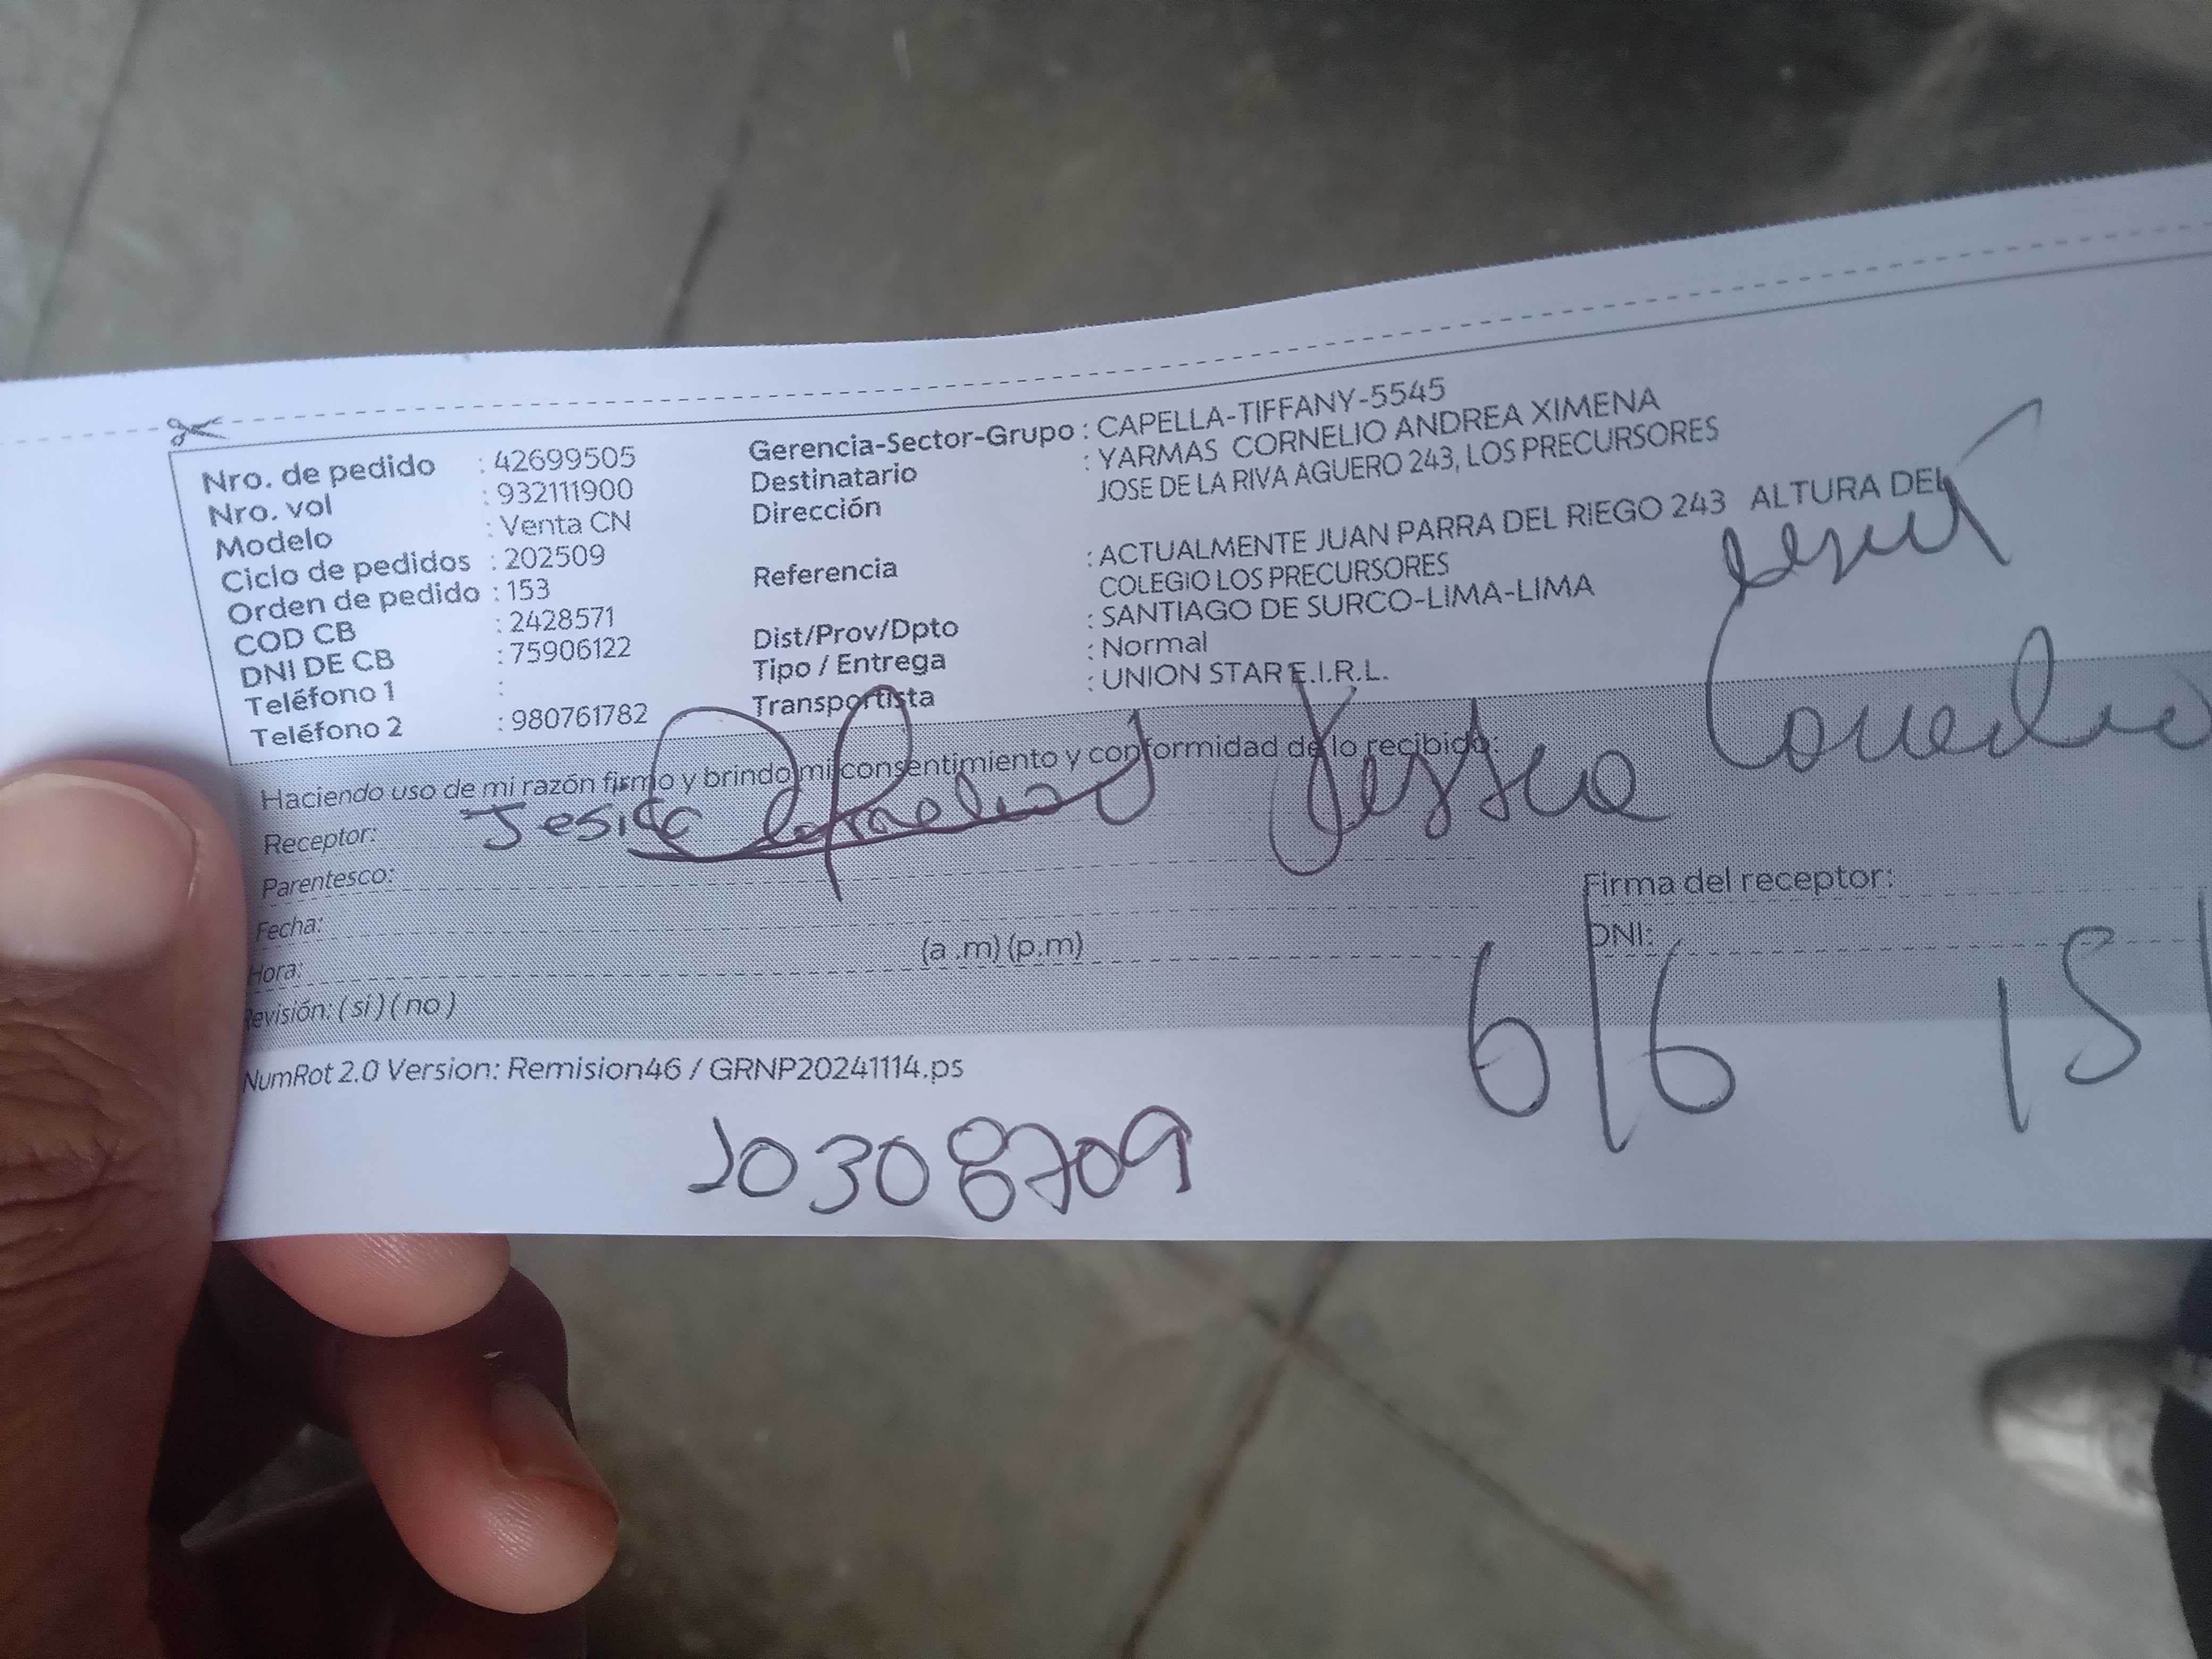 Nro. de pedido : 42699505
Nro. vol : 932111900
Modelo : Venta CN
Ciclo de pedidos : 202509
Orden de pedido : 153
COD CB : 2428571
DNI DE CB : 75906122
Teléfono 1 :
Teléfono 2 : 980761782
Gerencia-Sector-Grupo : CAPELLA-TIFFANY-5545
Destinatario : YARMAS CORNELIO ANDREA XIMENA
Dirección JOSE DE LA RIVA AGUERO 243, LOS PRECURSORES
Referencia : ACTUALMENTE JUAN PARRA DEL RIEGO 243 ALTURA DEL
COLEGIO LOS PRECURSORES
Dist/Prov/Dpto : SANTIAGO DE SURCO-LIMA-LIMA
Tipo / Entrega : Normal
Transportista : UNION STAR E.I.R.L.
Haciendo uso de mi razón firmo y brindo mi consentimiento y conformidad de lo recibido:
Receptor: Jesica Cornelio
Parentesco:
Fecha:
Hora: (a .m) (p.m)
Revisión: ( si ) ( no )
Firma del receptor:
DNI:
6/6 15
NumRot 2.0 Version: Remision46 / GRNP20241114.ps
10308709